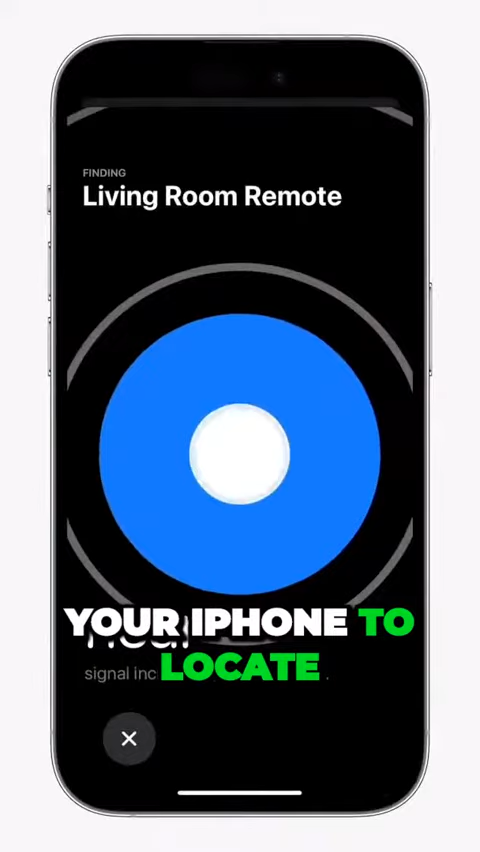 FINDING
Living Room Remote
YOUR IPHONE TO
LOCATE
signal inc